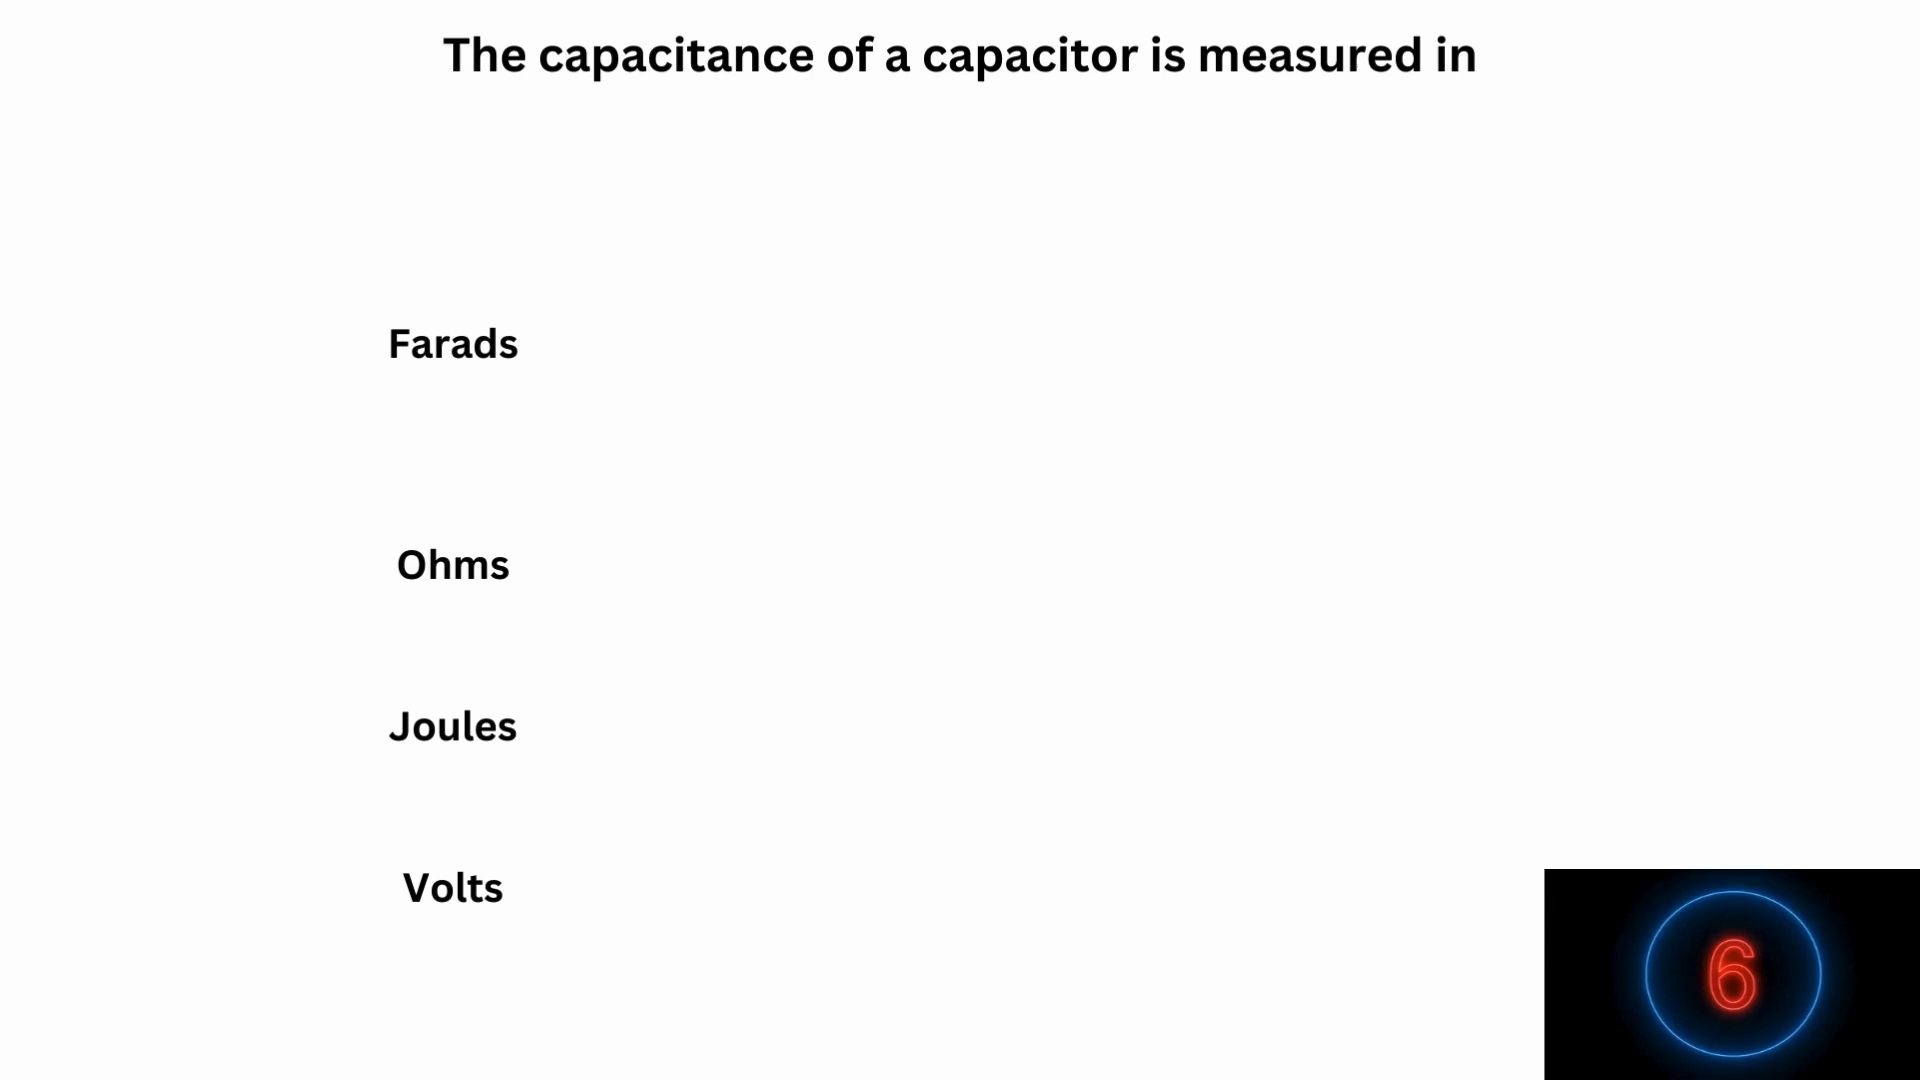 The capacitance of a capacitor is measured in
Farads
Ohms
Joules
Volts
6